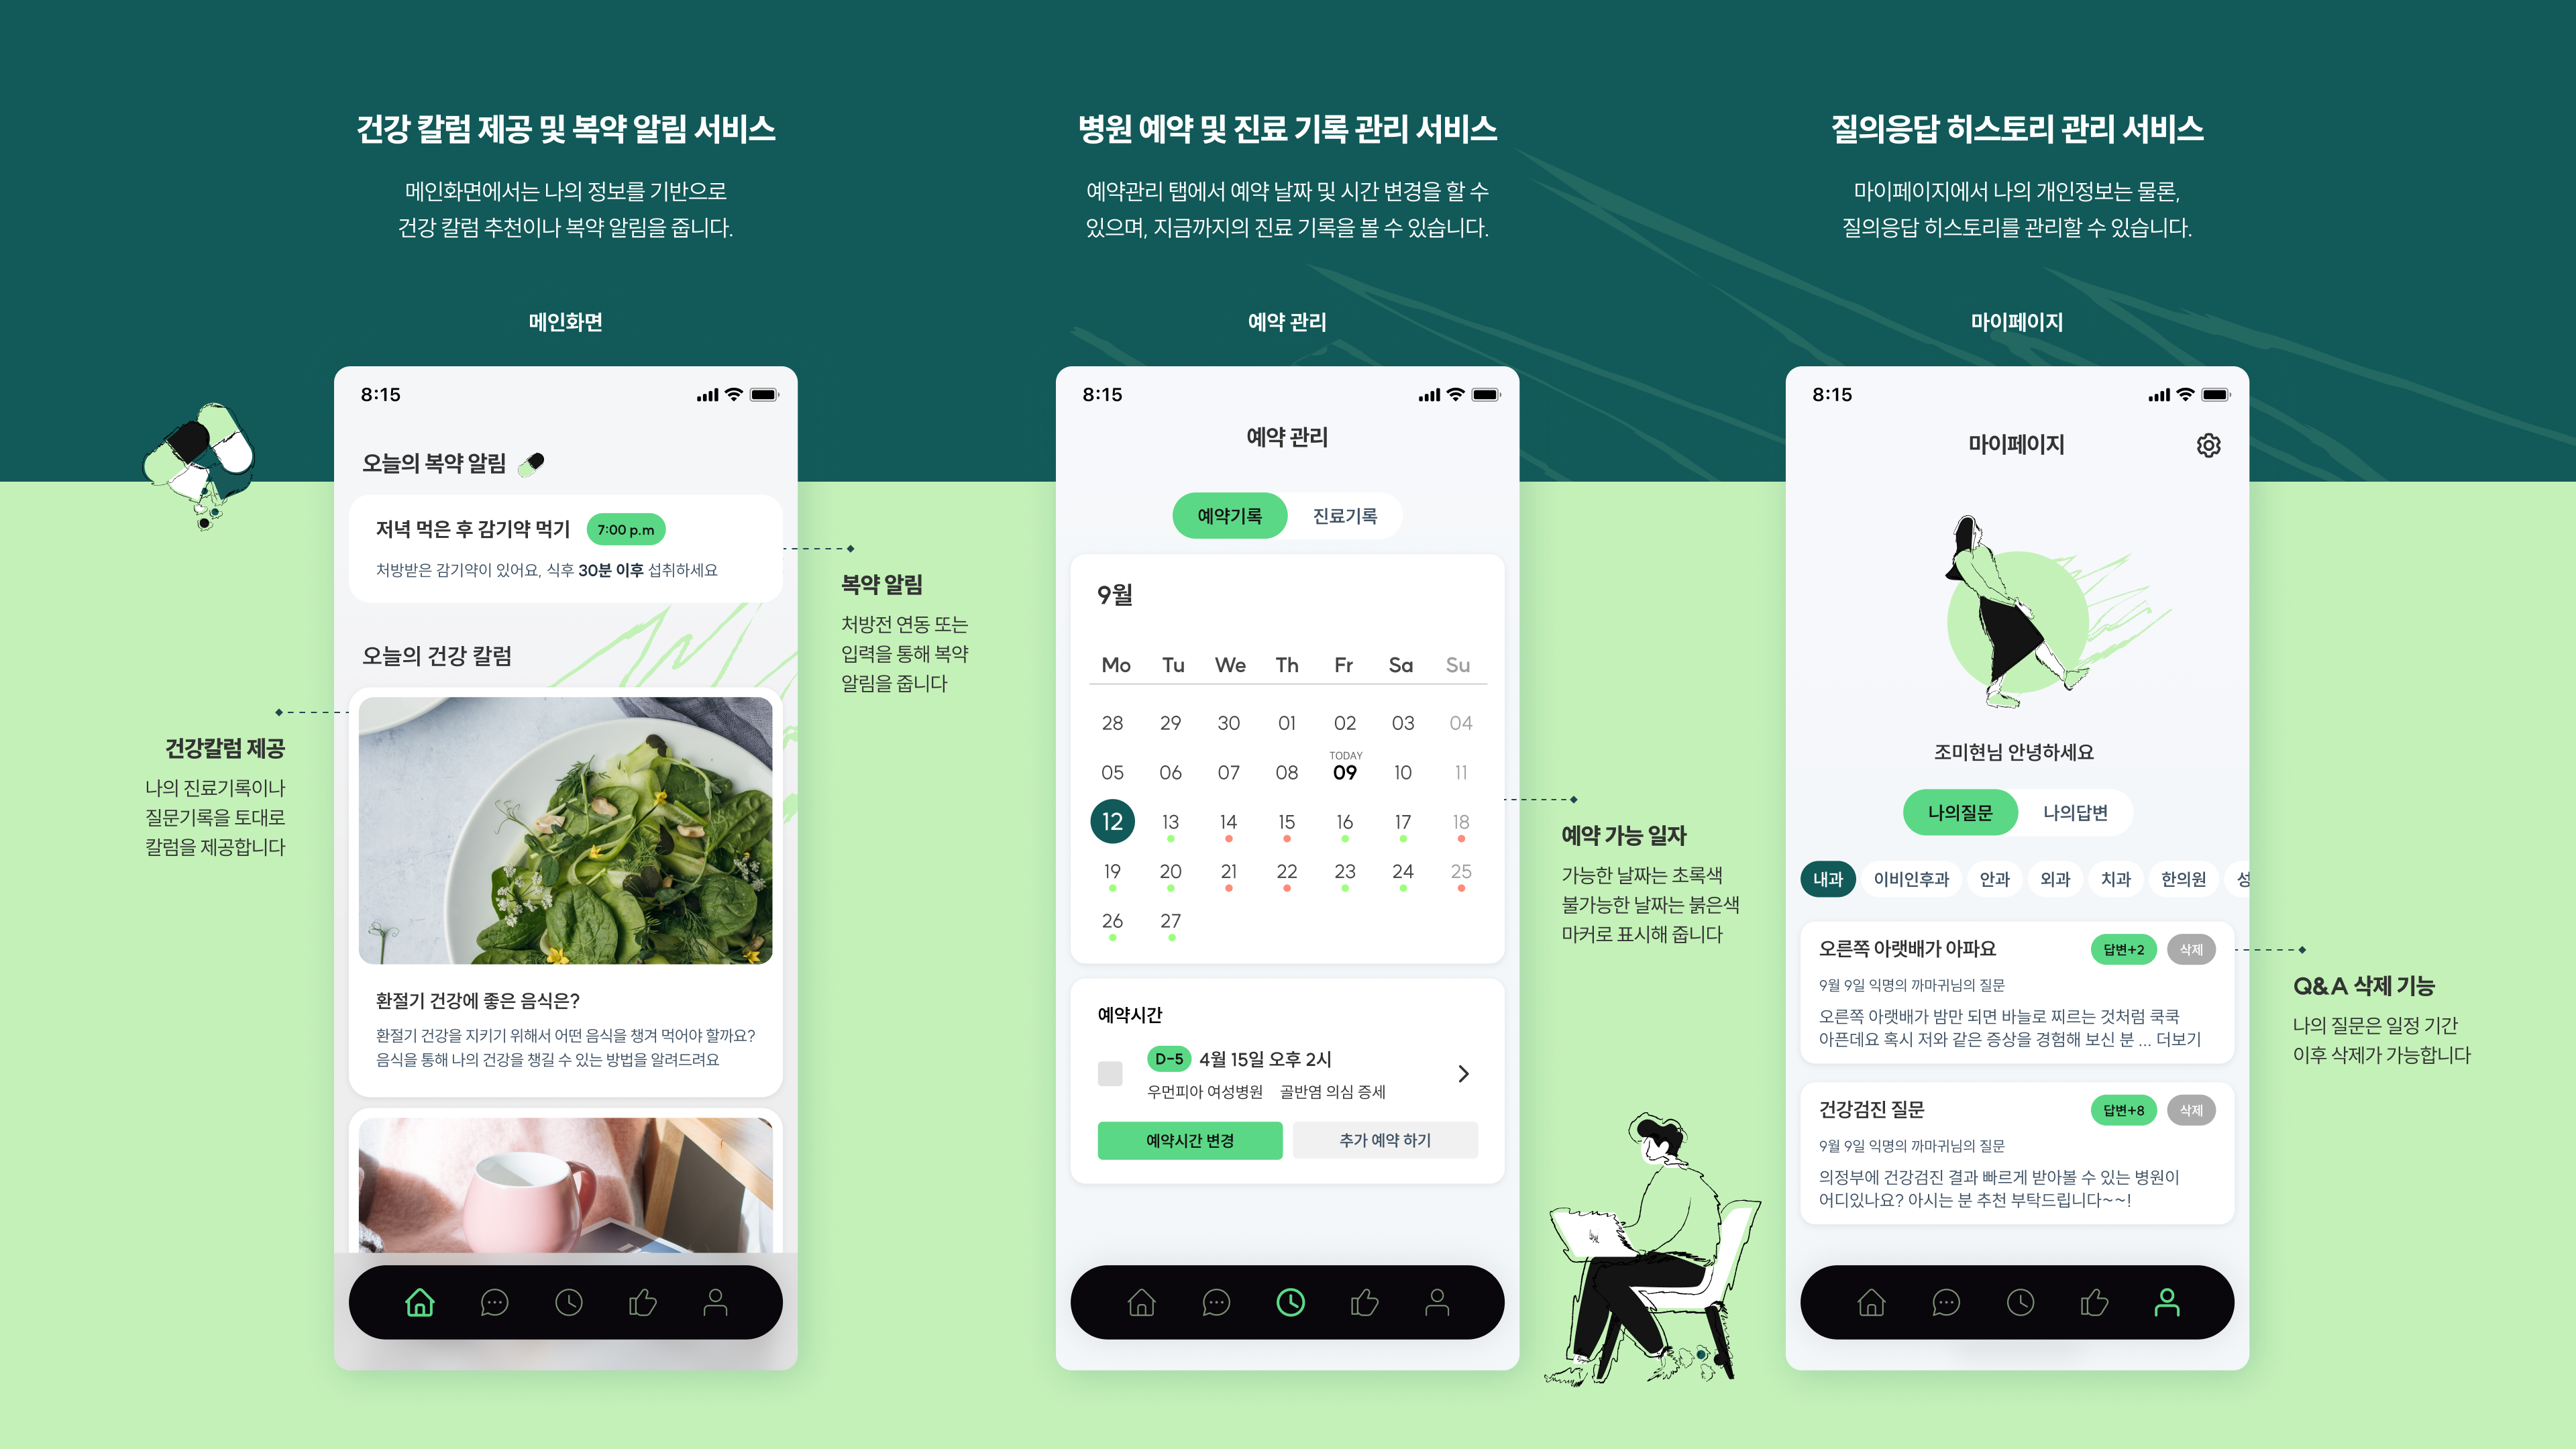 건강 칼럼 제공 및 복약 알림 서비스
메인화면에서는 나의 정보를 기반으로
건강 칼럼 추천이나 복약 알림을 줍니다.
메인화면
8:15
오늘의 복약 알림
저녁 먹은 후 감기약 먹기
7:00 p.m
처방받은 감기약이 있어요, 식후 30분 이후 섭취하세요
오늘의 건강 칼럼
환절기 건강에 좋은 음식은?
환절기 건강을 지키기 위해서 어떤 음식을 챙겨 먹어야 할까요?
음식을 통해 나의 건강을 챙길 수 있는 방법을 알려드려요
복약 알림
처방전 연동 또는
입력을 통해 복약
알림을 줍니다
건강칼럼 제공
나의 진료기록이나
질문기록을 토대로
칼럼을 제공합니다
병원 예약 및 진료 기록 관리 서비스
예약관리 탭에서 예약 날짜 및 시간 변경을 할 수
있으며, 지금까지의 진료 기록을 볼 수 있습니다.
예약 관리
8:15
예약 관리
예약기록 진료기록
9월
Mo Tu We Th Fr Sa Su
28 29 30 01 02 03 04
TODAY
05 06 07 08 09 10 11
12 13 14 15 16 17 18
19 20 21 22 23 24 25
26 27
예약시간
D-5 4월 15일 오후 2시
우먼피아 여성병원 골반염 의심 증세
예약시간 변경 추가 예약 하기
예약 가능 일자
가능한 날짜는 초록색
불가능한 날짜는 붉은색
마커로 표시해 줍니다
질의응답 히스토리 관리 서비스
마이페이지에서 나의 개인정보는 물론,
질의응답 히스토리를 관리할 수 있습니다.
마이페이지
8:15
마이페이지
조미현님 안녕하세요
나의질문 나의답변
내과 이비인후과 안과 외과 치과 한의원 성
오른쪽 아랫배가 아파요 답변+2 삭제
9월 9일 익명의 까마귀님의 질문
오른쪽 아랫배가 밤만 되면 바늘로 찌르는 것처럼 쿡쿡
아픈데요 혹시 저와 같은 증상을 경험해 보신 분 ... 더보기
건강검진 질문 답변+8 삭제
9월 9일 익명의 까마귀님의 질문
의정부에 건강검진 결과 빠르게 받아볼 수 있는 병원이
어디있나요? 아시는 분 추천 부탁드립니다~~!
Q&A 삭제 기능
나의 질문은 일정 기간
이후 삭제가 가능합니다